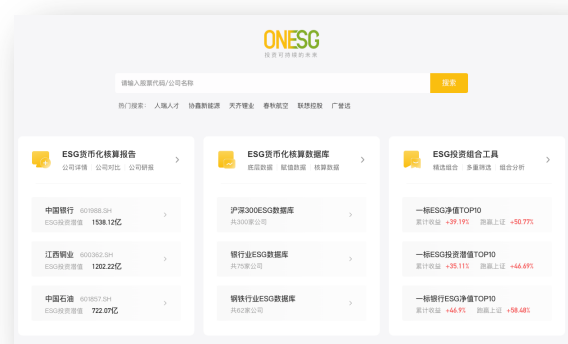 ONESG
投资可持续的未来
请输入股票代码/公司名称
搜索
热门搜索： 人瑞人才 协鑫新能源 天齐锂业 春秋航空 联想控股 广誉远
ESG货币化核算报告
公司详情 公司对比 公司研报
中国银行 601988.SH
ESG投资潜值 1538.12亿
江西铜业 600362.SH
ESG投资潜值 1202.22亿
中国石油 601857.SH
ESG投资潜值 722.07亿
ESG货币化核算数据库
底层数据 赋值数据 核算数据
沪深300ESG数据库
共300家公司
银行业ESG数据库
共75家公司
钢铁行业ESG数据库
共62家公司
ESG投资组合工具
精选组合 多重筛选 组合分析
一标ESG净值TOP10
累计收益 +39.19% 跑赢上证 +50.77%
一标ESG投资潜值TOP10
累计收益 +35.11% 跑赢上证 +46.69%
一标银行ESG净值TOP10
累计收益 +46.9% 跑赢上证 +58.48%